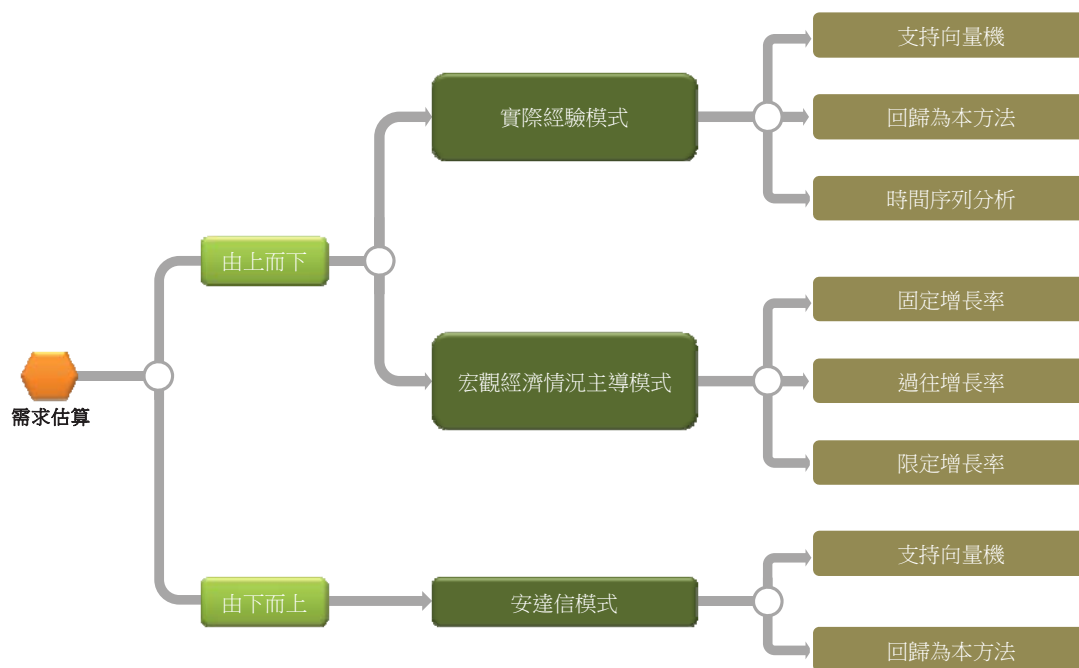 需求估算
由上而下
實際經驗模式
支持向量機
回歸為本方法
時間序列分析
宏觀經濟情況主導模式
固定增長率
過往增長率
限定增長率
由下而上
安達信模式
支持向量機
回歸為本方法